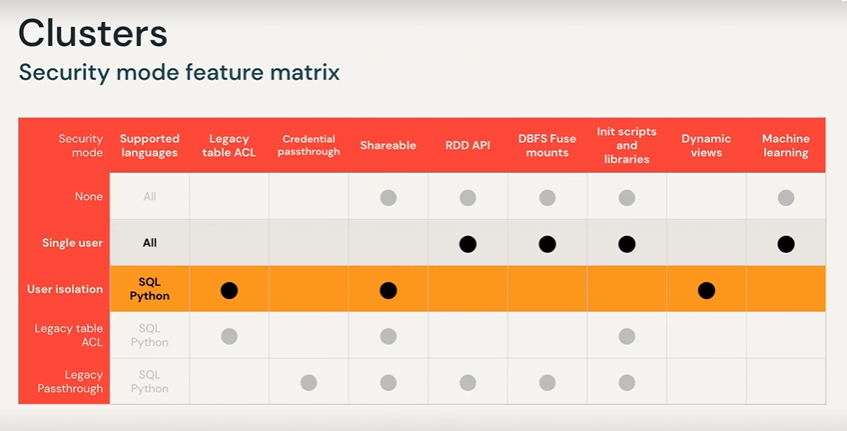 Clusters
Security mode feature matrix
Security
mode
Supported
languages
Legacy
table ACL
Credential
passthrough
Shareable
RDD API
DBFS Fuse
mounts
Init scripts
and
libraries
Dynamic
views
Machine
learning
None
All
Single user
All
User isolation
SQL
Python
Legacy table
ACL
SQL
Python
Legacy
Passthrough
SQL
Python